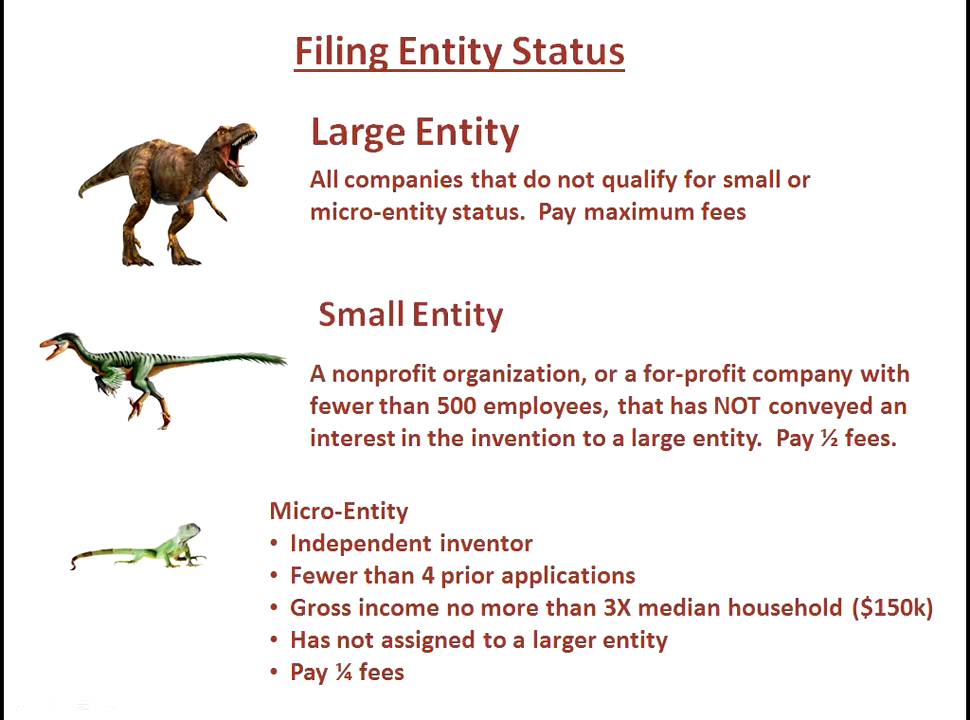 Filing Entity Status
Large Entity
All companies that do not qualify for small or
micro-entity status.  Pay maximum fees
Small Entity
A nonprofit organization, or a for-profit company with
fewer than 500 employees, that has NOT conveyed an
interest in the invention to a large entity.  Pay ½ fees.
Micro-Entity
• Independent inventor
• Fewer than 4 prior applications
• Gross income no more than 3X median household ($150k)
• Has not assigned to a larger entity
• Pay ¼ fees